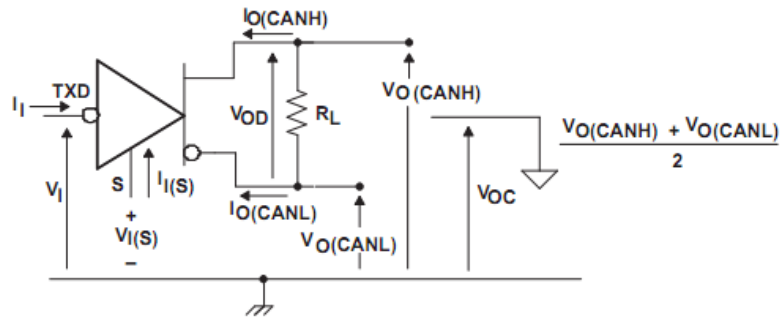 IO(CANH)
TXD
II
VOD
RL
VO(CANH)
VO(CANH) + VO(CANL)
2
VI
S
II(S)
+
VI(S)
–
IO(CANL)
VO(CANL)
VOC